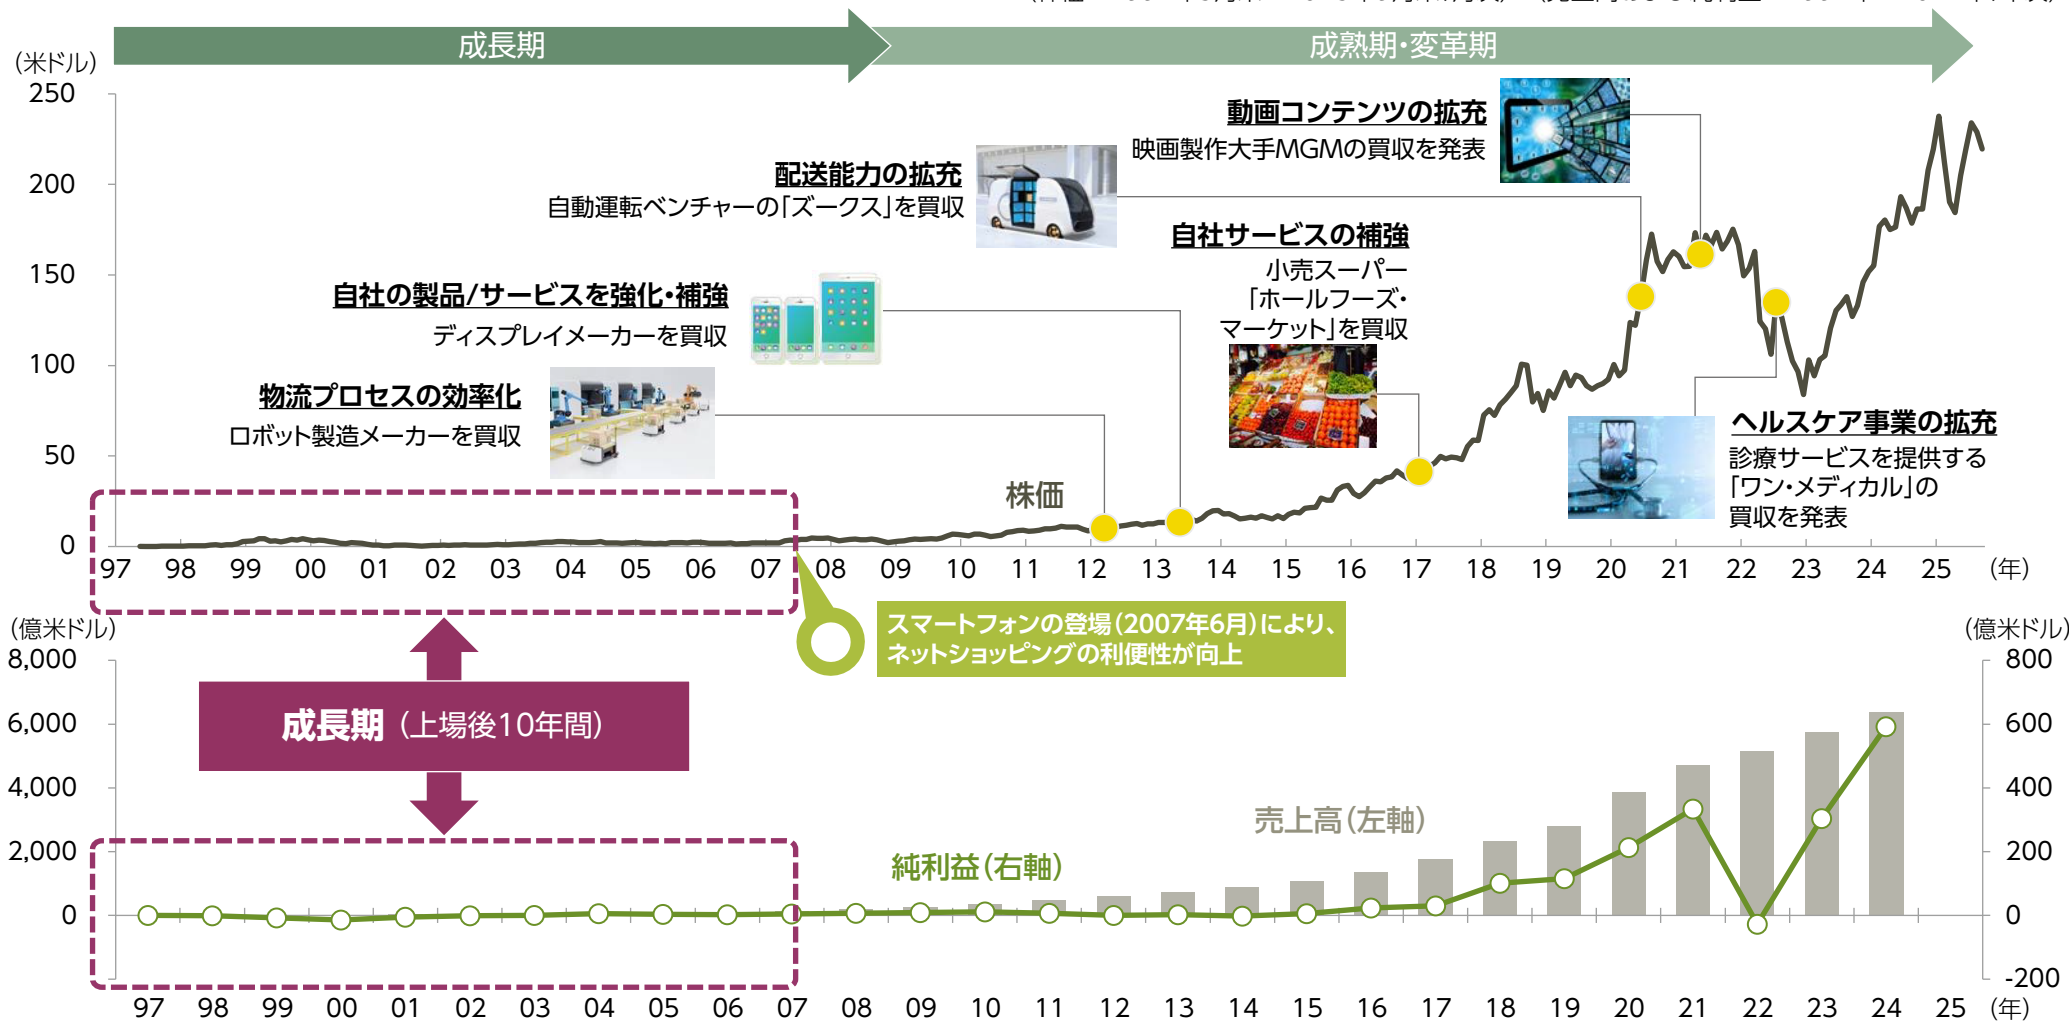 成長期
成熟期・変革期
(米ドル)
250
200
150
100
50
0
動画コンテンツの拡充
映画製作大手MGMの買収を発表
配送能力の拡充
自動運転ベンチャーの「ズークス」を買収
自社サービスの補強
小売スーパー
「ホールフーズ・
マーケット」を買収
自社の製品/サービスを強化・補強
ディスプレイメーカーを買収
物流プロセスの効率化
ロボット製造メーカーを買収
ヘルスケア事業の拡充
診療サービスを提供する
「ワン・メディカル」の
買収を発表
株価
97 98 99 00 01 02 03 04 05 06 07 08 09 10 11 12 13 14 15 16 17 18 19 20 21 22 23 24 25 (年)
スマートフォンの登場(2007年6月)により、
ネットショッピングの利便性が向上
(億米ドル)
(億米ドル)
8,000
6,000
4,000
2,000
0
800
600
400
200
0
-200
成長期(上場後10年間)
売上高(左軸)
純利益(右軸)
97 98 99 00 01 02 03 04 05 06 07 08 09 10 11 12 13 14 15 16 17 18 19 20 21 22 23 24 25 (年)